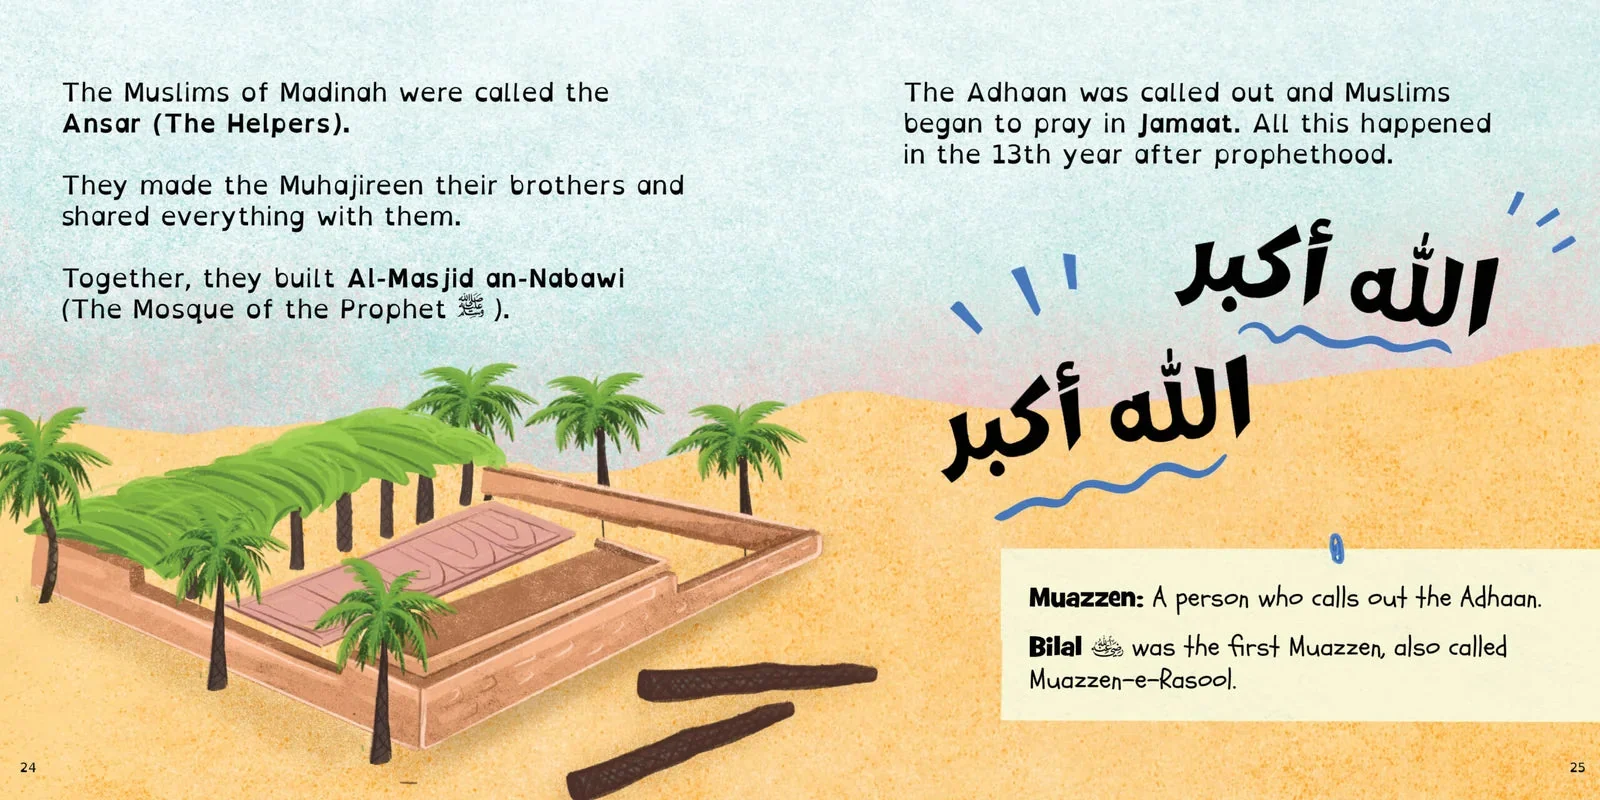 The Muslims of Madinah were called the
Ansar (The Helpers).
They made the Muhajireen their brothers and
shared everything with them.
Together, they built Al-Masjid an-Nabawi
(The Mosque of the Prophet ﷺ ).
24
The Adhaan was called out and Muslims
began to pray in Jamaat. All this happened
in the 13th year after prophethood.
الله أكبر
الله أكبر
Muazzen: A person who calls out the Adhaan.
Bilal رضي الله عنه was the first Muazzen, also called
Muazzen-e-Rasool.
25